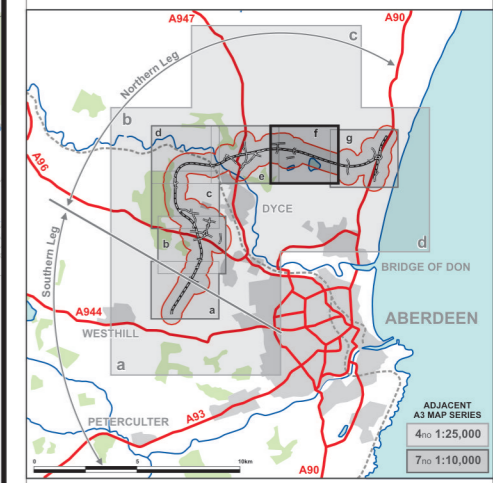 A947
A90
c
Northern Leg
b
d
f
g
A96
e
c
DYCE
Southern Leg
b
d
BRIDGE OF DON
a
A944
WESTHILL
ABERDEEN
a
PETERCULTER
A93
ADJACENT
A3 MAP SERIES
4no 1:25,000
7no 1:10,000
0 5 10km
A90